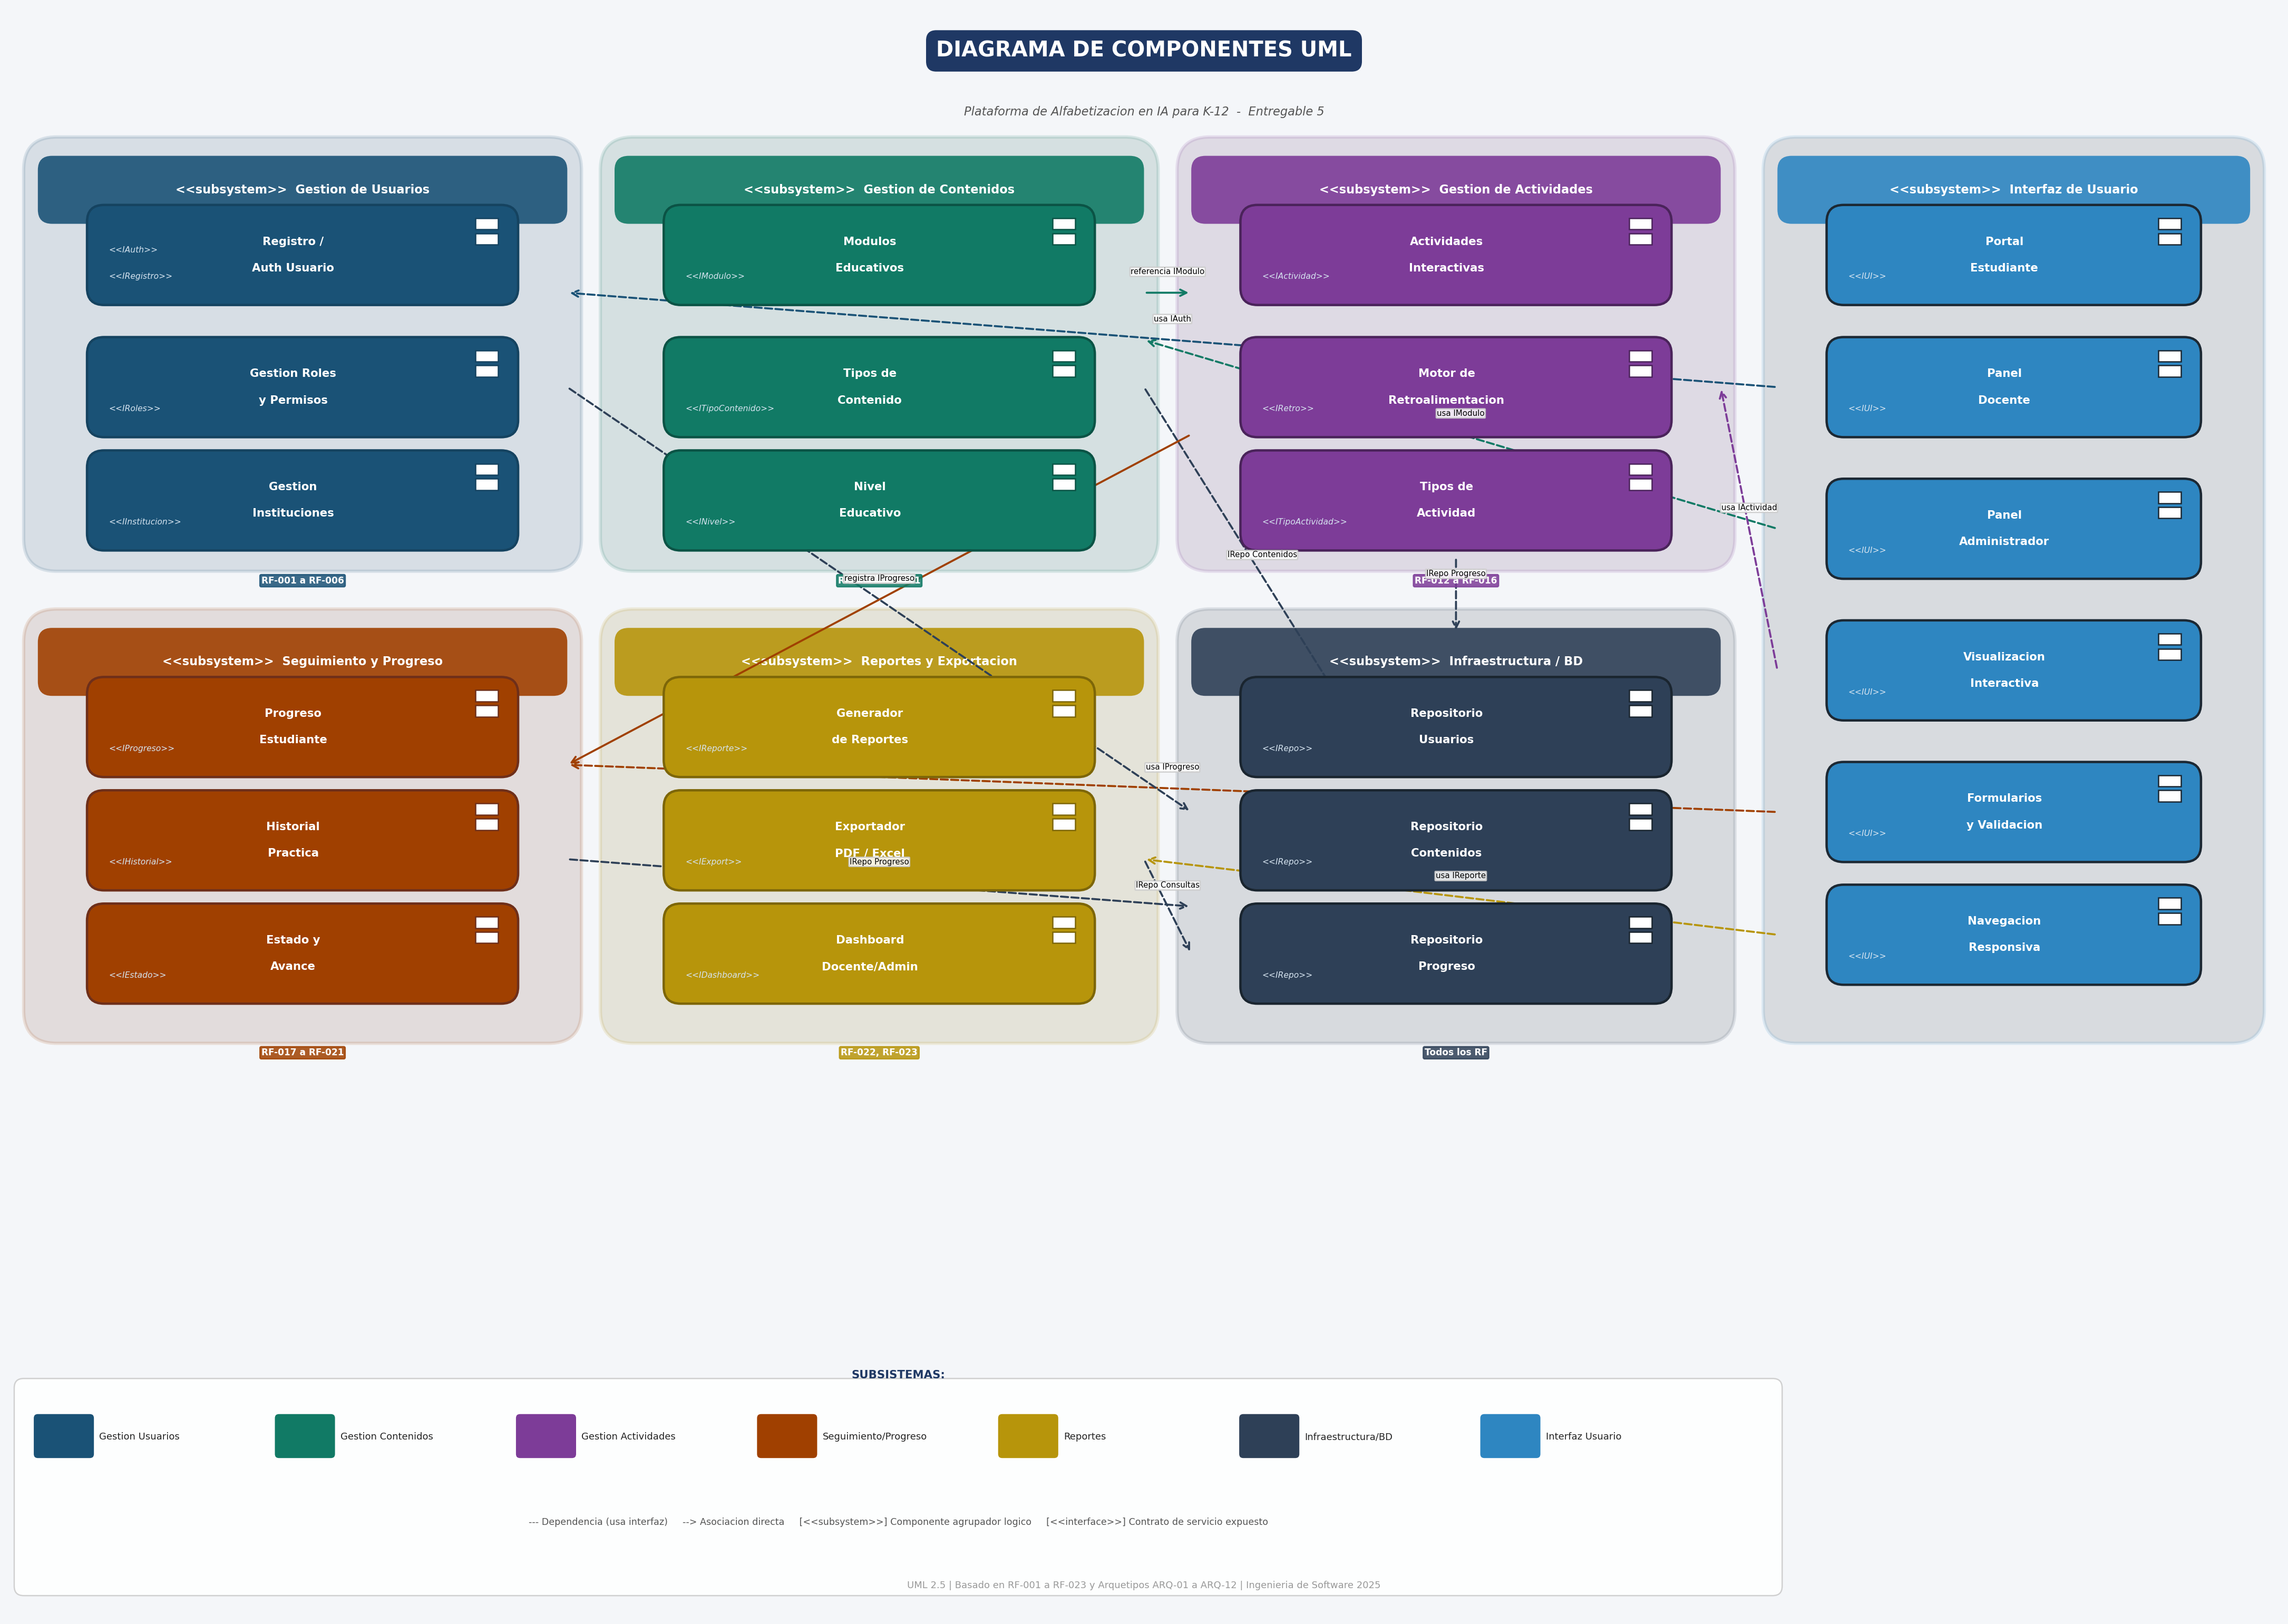 DIAGRAMA DE COMPONENTES UML
Plataforma de Alfabetizacion en IA para K-12 - Entregable 5
<<subsystem>> Gestion de Usuarios
Registro /
<<IAuth>>
Auth Usuario
<<IRegistro>>
Gestion Roles
y Permisos
<<IRoles>>
Gestion
Instituciones
<<IInstitucion>>
RF-001 a RF-006
<<subsystem>> Gestion de Contenidos
Modulos
Educativos
<<IModulo>>
Tipos de
Contenido
<<ITipoContenido>>
Nivel
Educativo
<<INivel>>
registra IProgreso
referencia IModulo
usa IAuth
<<subsystem>> Gestion de Actividades
Actividades
Interactivas
<<IActividad>>
Motor de
Retroalimentacion
<<IRetro>>
usa IModulo
Tipos de
Actividad
<<ITipoActividad>>
IRepo Contenidos
IRepo Progreso
RF-012 a RF-016
usa IActividad
<<subsystem>> Interfaz de Usuario
Portal
Estudiante
<<IUI>>
Panel
Docente
<<IUI>>
Panel
Administrador
<<IUI>>
Visualizacion
Interactiva
<<IUI>>
Formularios
y Validacion
<<IUI>>
Navegacion
Responsiva
<<IUI>>
<<subsystem>> Seguimiento y Progreso
Progreso
Estudiante
<<IProgreso>>
Historial
Practica
<<IHistorial>>
Estado y
Avance
<<IEstado>>
RF-017 a RF-021
<<subsystem>> Reportes y Exportacion
Generador
de Reportes
<<IReporte>>
Exportador
PDF / Excel
<<IExport>>
IRepo Progreso
Dashboard
Docente/Admin
<<IDashboard>>
RF-022, RF-023
usa IProgreso
IRepo Consultas
<<subsystem>> Infraestructura / BD
Repositorio
Usuarios
<<IRepo>>
Repositorio
Contenidos
<<IRepo>>
usa IReporte
Repositorio
Progreso
<<IRepo>>
Todos los RF
SUBSISTEMAS:
Gestion Usuarios
Gestion Contenidos
Gestion Actividades
Seguimiento/Progreso
Reportes
Infraestructura/BD
Interfaz Usuario
--- Dependencia (usa interfaz) --> Asociacion directa [<<subsystem>>] Componente agrupador logico [<<interface>>] Contrato de servicio expuesto
UML 2.5 | Basado en RF-001 a RF-023 y Arquetipos ARQ-01 a ARQ-12 | Ingenieria de Software 2025